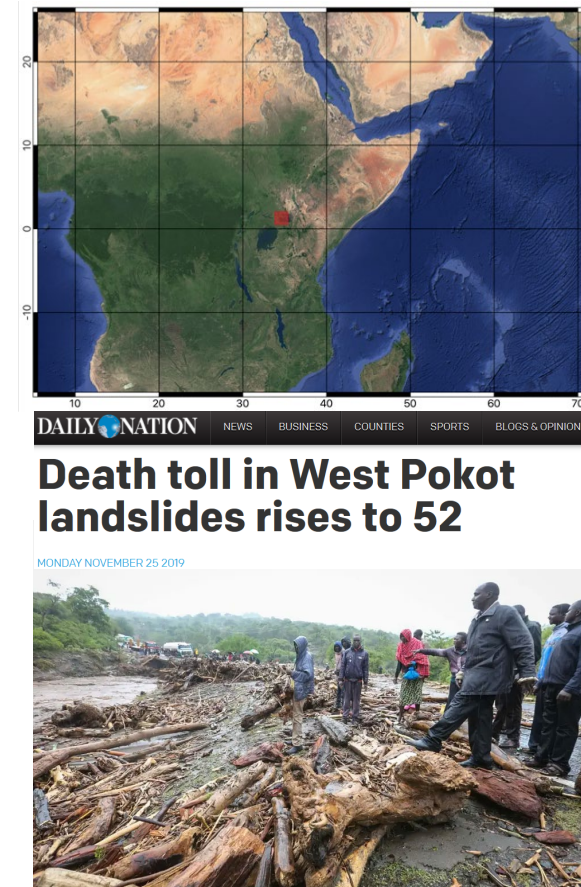 20
10
0
-10
10 20 30 40 50 60 70
DAILY NATION NEWS BUSINESS COUNTIES SPORTS BLOGS & OPINION
Death toll in West Pokot
landslides rises to 52
MONDAY NOVEMBER 25 2019